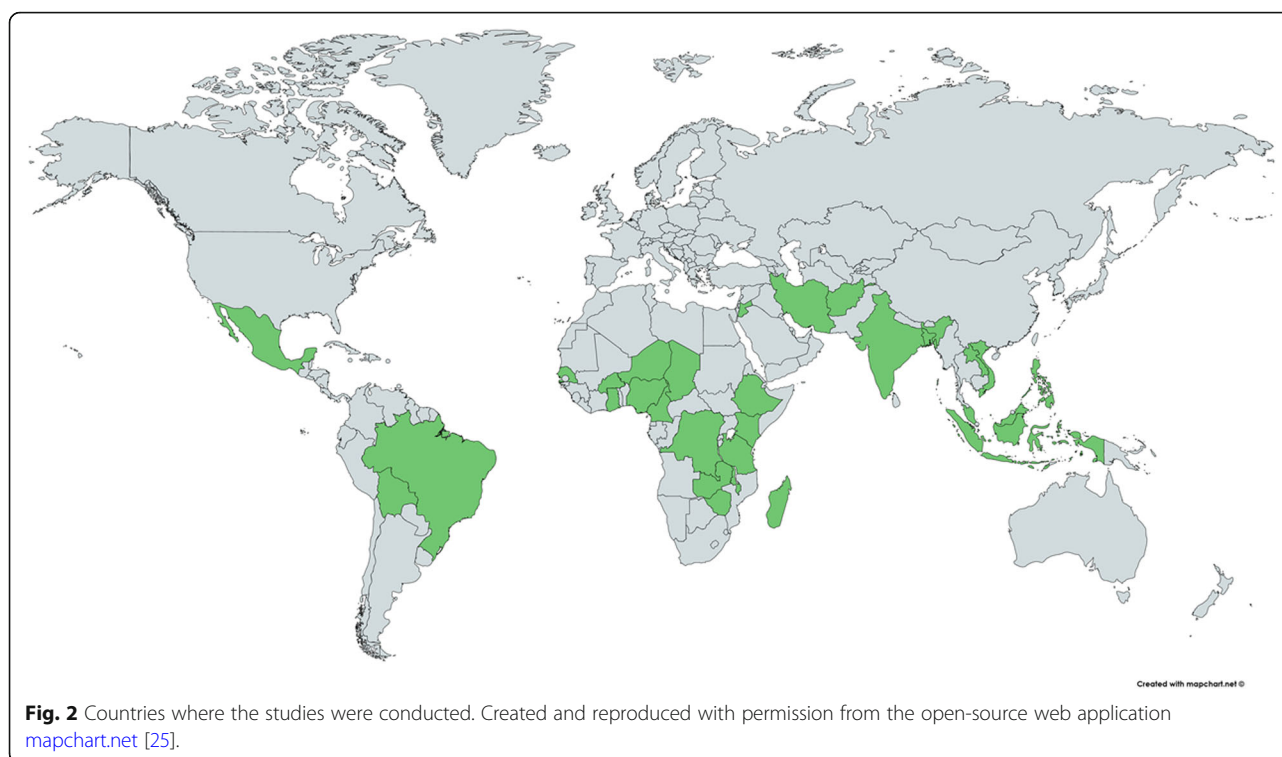 Created with mapchart.net ©
Fig. 2 Countries where the studies were conducted. Created and reproduced with permission from the open-source web application
mapchart.net [25].